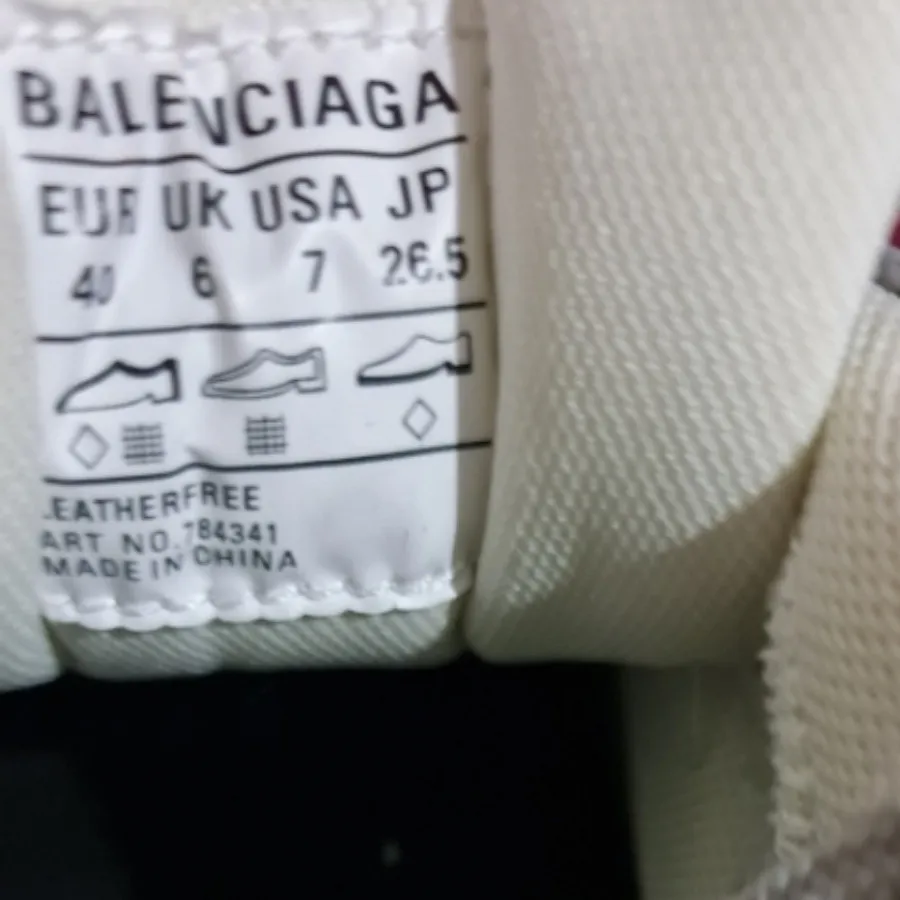 BALENCIAGA
EUR UK USA JP
40 6 7 26.5
LEATHERFREE
ART NO.784341
MADE IN CHINA